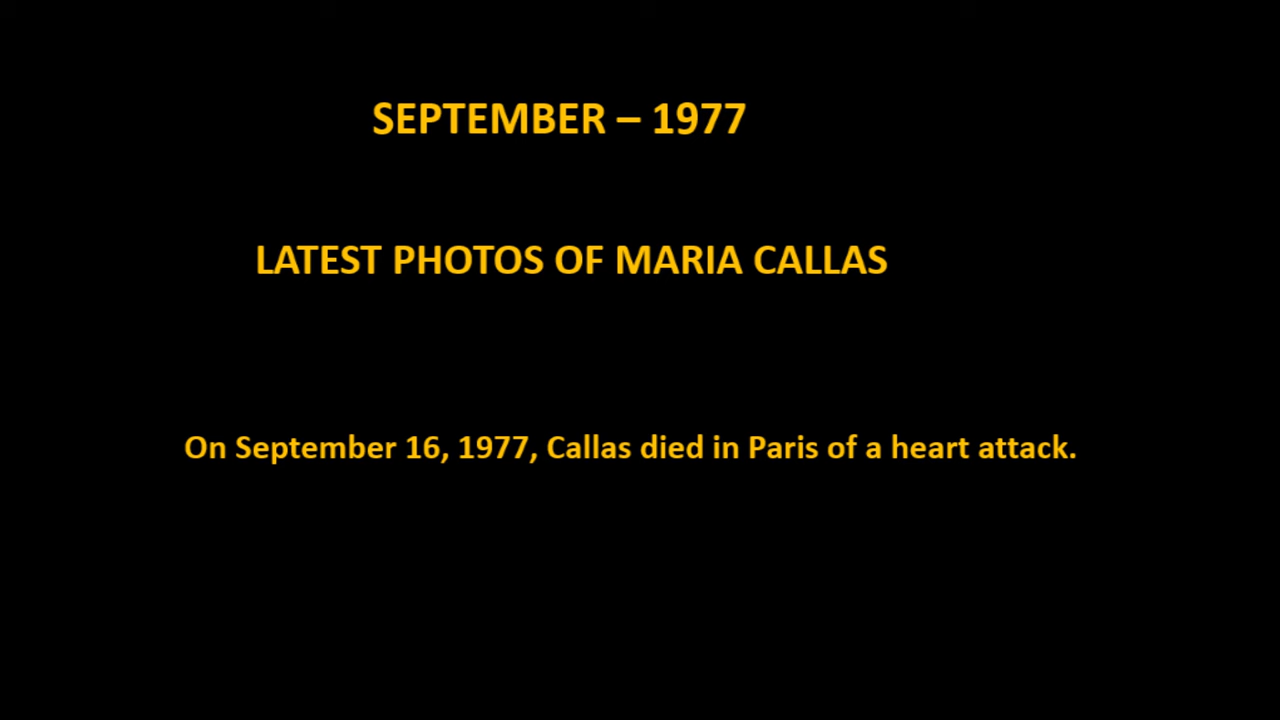 SEPTEMBER – 1977
LATEST PHOTOS OF MARIA CALLAS
On September 16, 1977, Callas died in Paris of a heart attack.